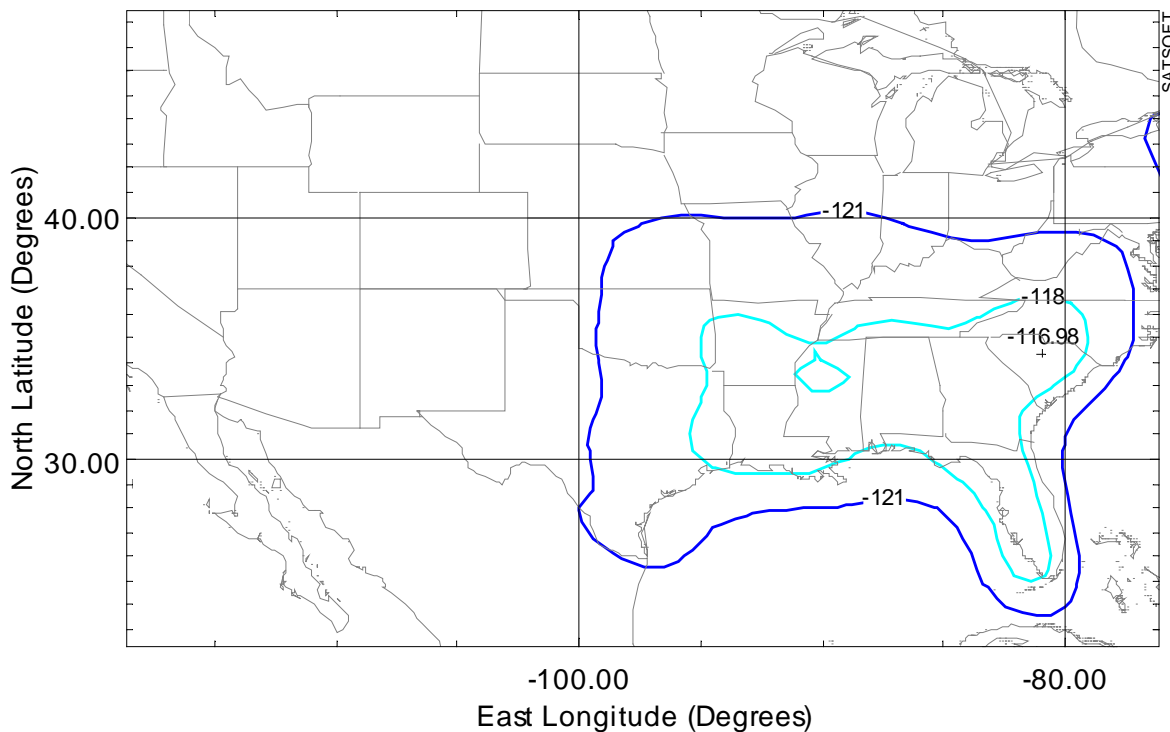 SATSOFT
-121
40.00
-118
-116.98
30.00
-121
North Latitude (Degrees)
-100.00
-80.00
East Longitude (Degrees)